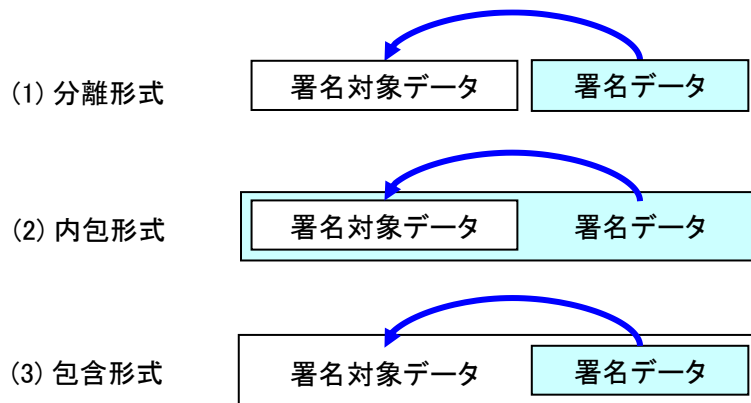 (1) 分離形式 署名対象データ 署名データ
(2) 内包形式 署名対象データ 署名データ
(3) 包含形式 署名対象データ 署名データ